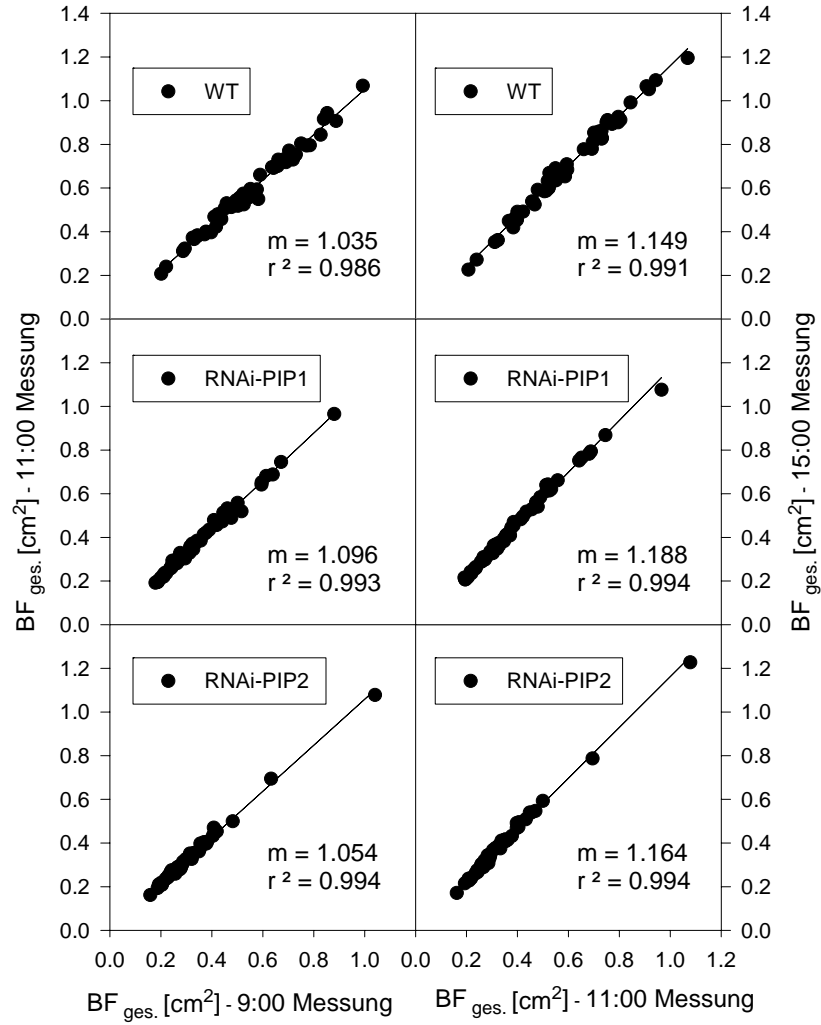 1.4 1.4
1.2 1.2
1.0 1.0
0.8 0.8
0.6 0.6
0.4 0.4
0.2 0.2
0.0 0.0
WT WT
m = 1.035 m = 1.149
r ² = 0.986 r ² = 0.991
1.2 1.2
1.0 1.0
0.8 0.8
0.6 0.6
0.4 0.4
0.2 0.2
0.0 0.0
RNAi-PIP1 RNAi-PIP1
m = 1.096 m = 1.188
r ² = 0.993 r ² = 0.994
1.2 1.2
1.0 1.0
0.8 0.8
0.6 0.6
0.4 0.4
0.2 0.2
0.0 0.0
RNAi-PIP2 RNAi-PIP2
m = 1.054 m = 1.164
r ² = 0.994 r ² = 0.994
0.0 0.2 0.4 0.6 0.8 1.0 0.0 0.2 0.4 0.6 0.8 1.0 1.2
BF ges. [cm²] - 9:00 Messung
BF ges. [cm²] - 11:00 Messung
BF ges. [cm²] - 11:00 Messung
BF ges. [cm²] - 15:00 Messung